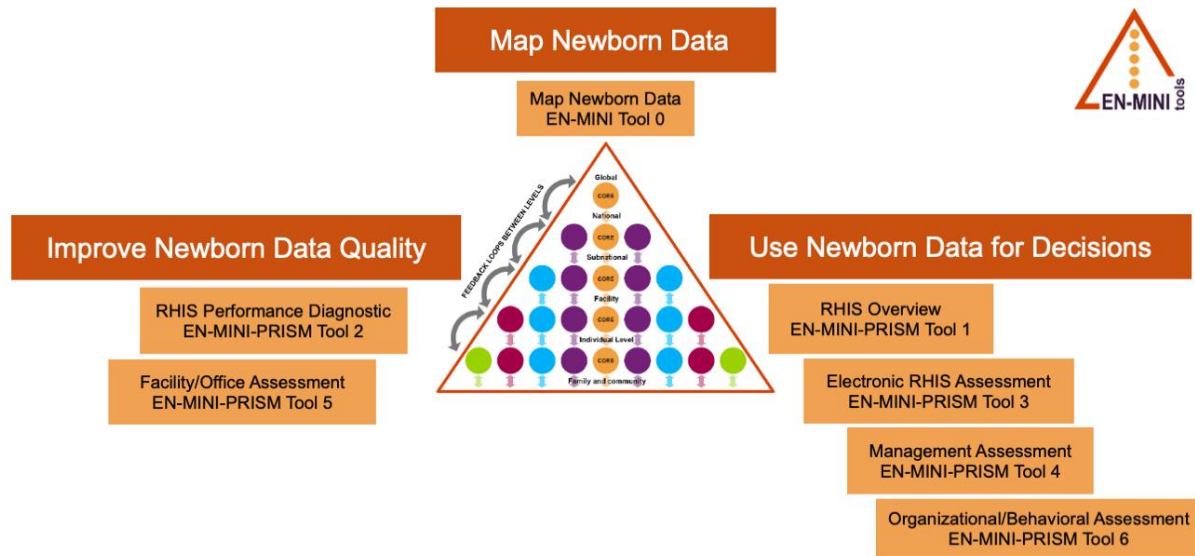 Map Newborn Data
Map Newborn Data
EN-MINI Tool 0
EN-MINI
tools
Improve Newborn Data Quality
RHIS Performance Diagnostic
EN-MINI-PRISM Tool 2
Facility/Office Assessment
EN-MINI-PRISM Tool 5
FEEDBACK LOOPS BETWEEN LEVELS
Global
CORE
National
CORE
Subnational
CORE
Facility
CORE
Individual Level
CORE
Family and community
Use Newborn Data for Decisions
RHIS Overview
EN-MINI-PRISM Tool 1
Electronic RHIS Assessment
EN-MINI-PRISM Tool 3
Management Assessment
EN-MINI-PRISM Tool 4
Organizational/Behavioral Assessment
EN-MINI-PRISM Tool 6